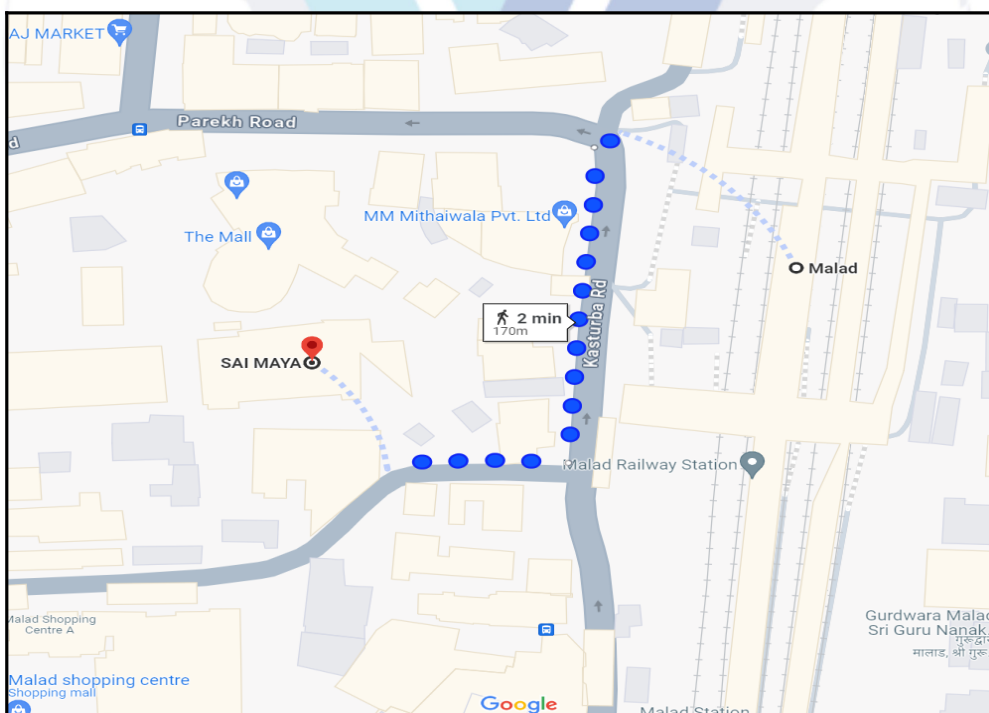 AJ MARKET
Parekh Road
d
MM Mithaiwala Pvt. Ltd
The Mall
Malad
2 min
170m
Kasturba Rd
SAI MAYA
Malad Railway Station
Malad Shopping
Centre A
Gurdwara Malad
Sri Guru Nanak
गुरुद्वा
मालाड, श्री गुरु
Malad shopping centre
Shopping mall
Google
Malad Station